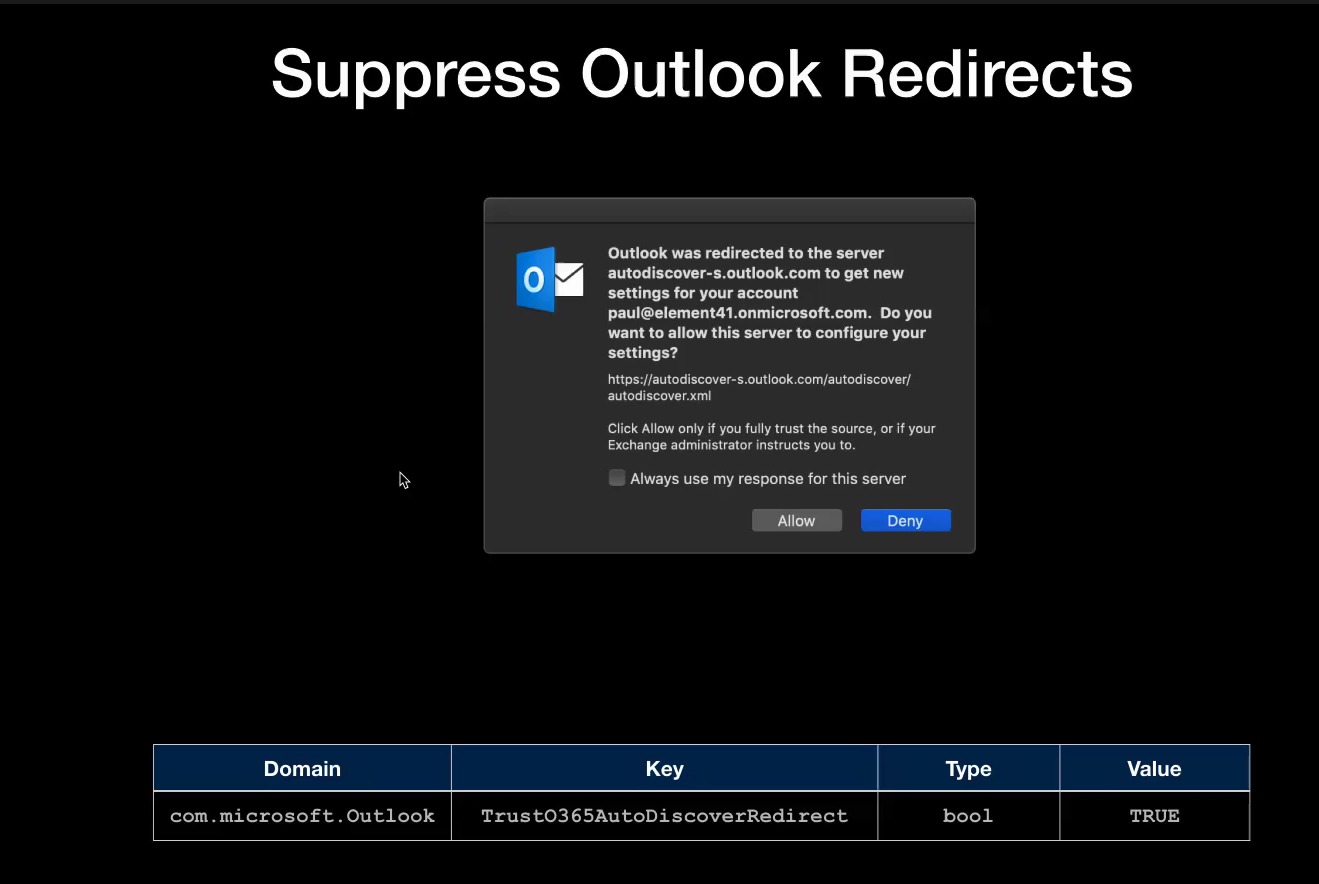 Suppress Outlook Redirects
Outlook was redirected to the server
autodiscover-s.outlook.com to get new
settings for your account
paul@element41.onmicrosoft.com.  Do you
want to allow this server to configure your
settings?
https://autodiscover-s.outlook.com/autodiscover/
autodiscover.xml
Click Allow only if you fully trust the source, or if your
Exchange administrator instructs you to.
Always use my response for this server
Allow Deny
Domain Key Type Value
com.microsoft.Outlook TrustO365AutoDiscoverRedirect bool TRUE